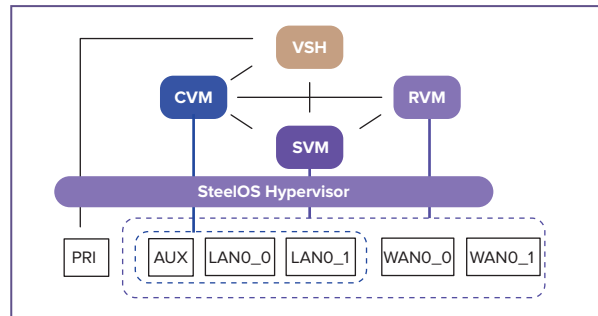 VSH
CVM
RVM
SVM
SteelOS Hypervisor
PRI
AUX
LAN0_0
LAN0_1
WAN0_0
WAN0_1